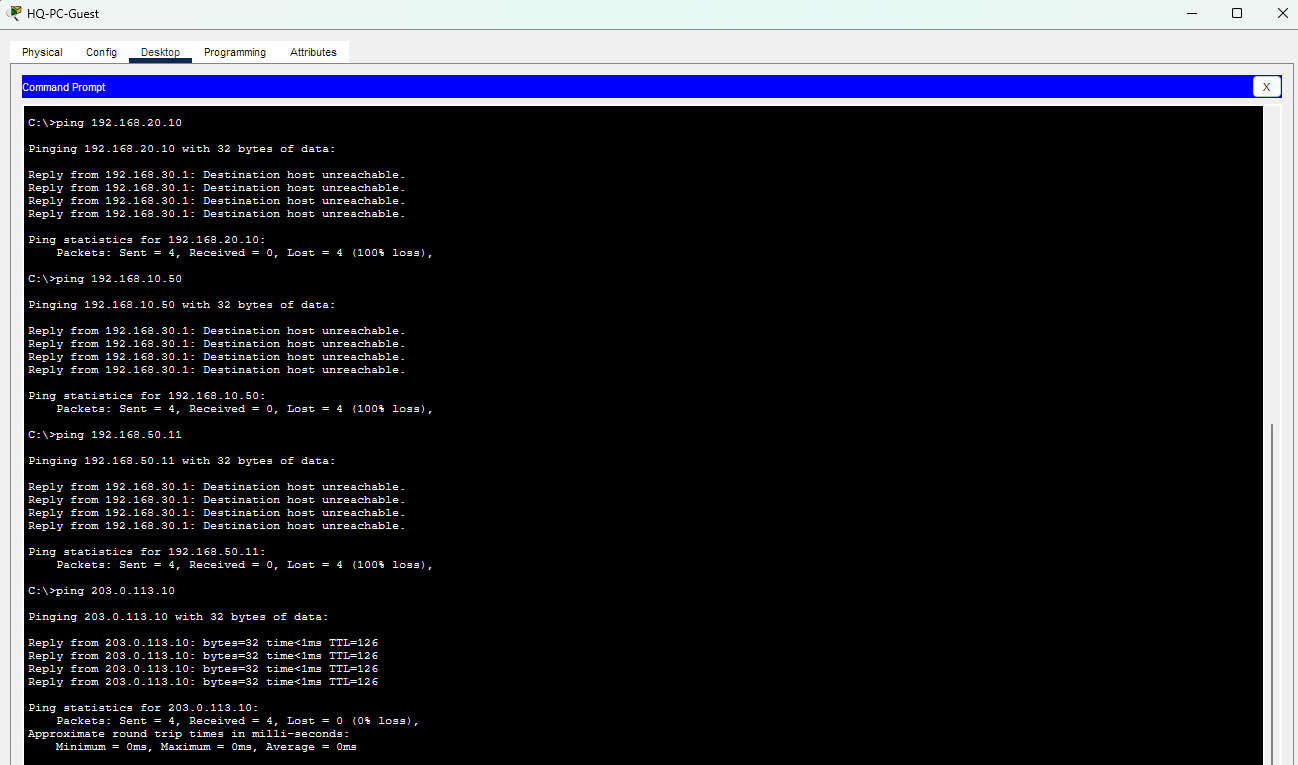 HQ-PC-Guest
Physical Config Desktop Programming Attributes
Command Prompt
X
C:\>ping 192.168.20.10
Pinging 192.168.20.10 with 32 bytes of data:
Reply from 192.168.30.1: Destination host unreachable.
Reply from 192.168.30.1: Destination host unreachable.
Reply from 192.168.30.1: Destination host unreachable.
Reply from 192.168.30.1: Destination host unreachable.
Ping statistics for 192.168.20.10:
    Packets: Sent = 4, Received = 0, Lost = 4 (100% loss),
C:\>ping 192.168.10.50
Pinging 192.168.10.50 with 32 bytes of data:
Reply from 192.168.30.1: Destination host unreachable.
Reply from 192.168.30.1: Destination host unreachable.
Reply from 192.168.30.1: Destination host unreachable.
Reply from 192.168.30.1: Destination host unreachable.
Ping statistics for 192.168.10.50:
    Packets: Sent = 4, Received = 0, Lost = 4 (100% loss),
C:\>ping 192.168.50.11
Pinging 192.168.50.11 with 32 bytes of data:
Reply from 192.168.30.1: Destination host unreachable.
Reply from 192.168.30.1: Destination host unreachable.
Reply from 192.168.30.1: Destination host unreachable.
Reply from 192.168.30.1: Destination host unreachable.
Ping statistics for 192.168.50.11:
    Packets: Sent = 4, Received = 0, Lost = 4 (100% loss),
C:\>ping 203.0.113.10
Pinging 203.0.113.10 with 32 bytes of data:
Reply from 203.0.113.10: bytes=32 time<1ms TTL=126
Reply from 203.0.113.10: bytes=32 time<1ms TTL=126
Reply from 203.0.113.10: bytes=32 time<1ms TTL=126
Reply from 203.0.113.10: bytes=32 time<1ms TTL=126
Ping statistics for 203.0.113.10:
    Packets: Sent = 4, Received = 4, Lost = 0 (0% loss),
Approximate round trip times in milli-seconds:
    Minimum = 0ms, Maximum = 0ms, Average = 0ms